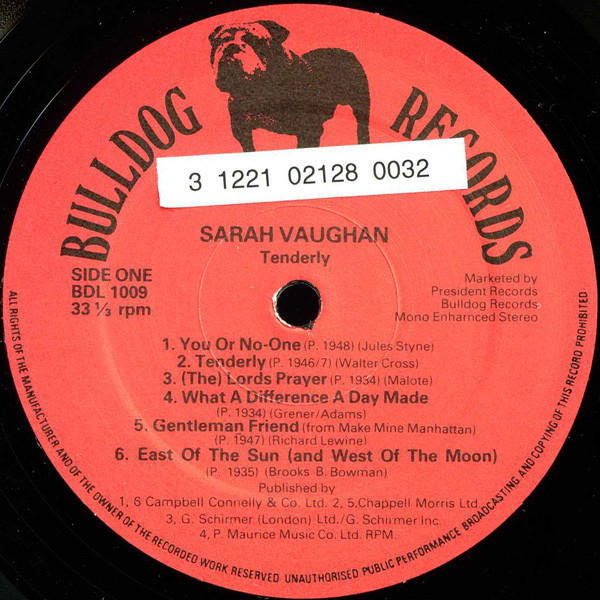 BULLDOG RECORDS
3 1221 02128 0032
SARAH VAUGHAN
Tenderly
SIDE ONE
BDL 1009
33 ⅓ rpm
Marketed by
President Records
Bulldog Records
Mono Enharnced Stereo
1. You Or No-One (P. 1948) (Jules Styne)
2. Tenderly (P. 1946/7) (Walter Cross)
3. (The) Lords Prayer (P. 1934) (Malote)
4. What A Difference A Day Made
(P. 1934) (Grener/Adams)
5. Gentleman Friend (from Make Mine Manhattan)
(P. 1947) (Richard Lewine)
6. East Of The Sun (and West Of The Moon)
(P. 1935) (Brooks B. Bowman)
Published by
1, 6 Campbell Connelly & Co. Ltd. 2, 5, Chappell Morris Ltd.
3, G. Schirmer (London) Ltd./G. Schirmer Inc.
4, P. Maurice Music Co. Ltd. RPM.
ALL RIGHTS OF THE MANUFACTURER AND OF THE OWNER OF THE RECORDED WORK RESERVED UNAUTHORISED PUBLIC PERFORMANCE BROADCASTING AND COPYING OF THIS RECORD PROHIBITED